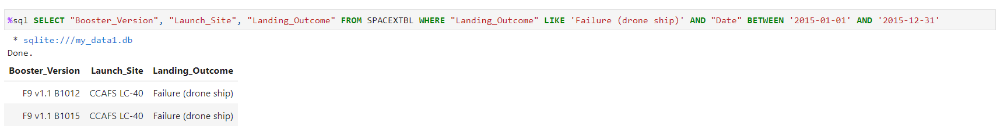 %sql SELECT "Booster_Version", "Launch_Site", "Landing_Outcome" FROM SPACEXTBL WHERE "Landing_Outcome" LIKE 'Failure (drone ship)' AND "Date" BETWEEN '2015-01-01' AND '2015-12-31'
* sqlite:///my_data1.db
Done.
Booster_Version Launch_Site Landing_Outcome
F9 v1.1 B1012 CCAFS LC-40 Failure (drone ship)
F9 v1.1 B1015 CCAFS LC-40 Failure (drone ship)